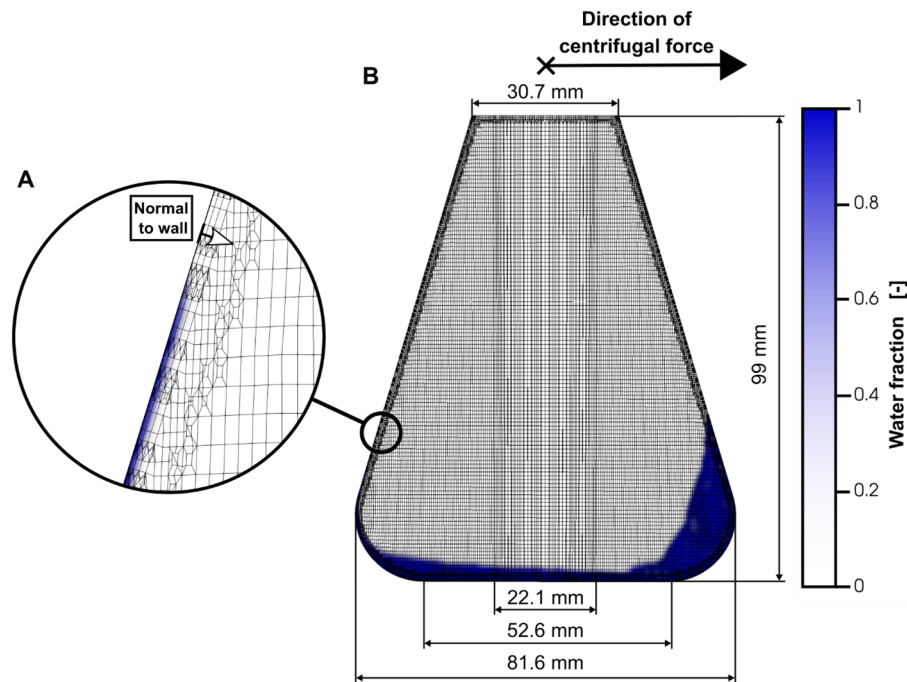 Direction of
centrifugal force
B
30.7 mm
A
Normal
to wall
99 mm
22.1 mm
52.6 mm
81.6 mm
1
0.8
0.6
0.4
0.2
0
Water fraction [-]